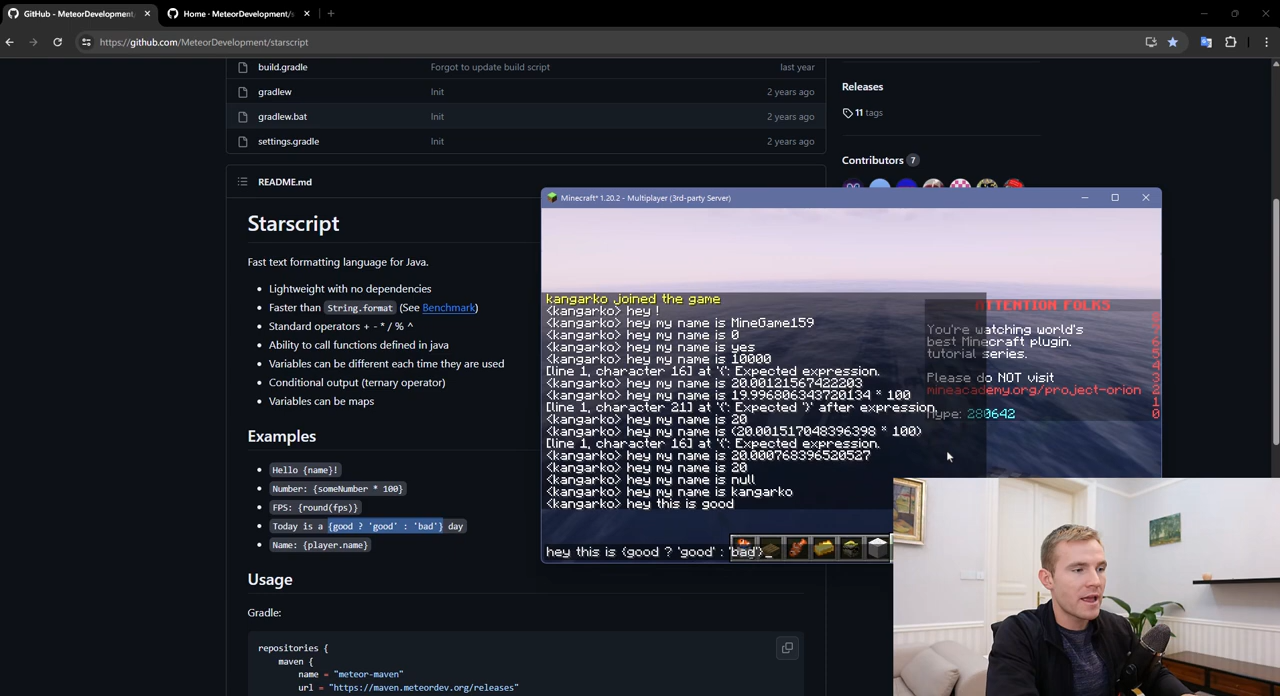 GitHub - MeteorDevelopment,
Home · MeteorDevelopment/s
https://github.com/MeteorDevelopment/starscript
build.gradle Forgot to update build script last year
gradlew Init 2 years ago
gradlew.bat Init 2 years ago
settings.gradle Init 2 years ago
README.md
Starscript
Fast text formatting language for Java.
Lightweight with no dependencies
Faster than String.format (See Benchmark)
Standard operators + - * / % ^
Ability to call functions defined in java
Variables can be different each time they are used
Conditional output (ternary operator)
Variables can be maps
Examples
Hello {name}!
Number: {someNumber * 100}
FPS: {round(fps)}
Today is a {good ? 'good' : 'bad'} day
Name: {player.name}
Usage
Gradle:
repositories {
maven {
name = "meteor-maven"
url = "https://maven.meteordev.org/releases"
Releases
11 tags
Contributors 7
Minecraft* 1.20.2 - Multiplayer (3rd-party Server)
kangarko joined the game
<kangarko> hey !
<kangarko> hey my name is MineGame159
<kangarko> hey my name is 0
<kangarko> hey my name is yes
<kangarko> hey my name is 10000
[line 1, character 16] at '(': Expected expression.
<kangarko> hey my name is 20.00121567422203
<kangarko> hey my name is 19.996806343720134 * 100
[line 1, character 21] at '(': Expected '}' after expression.
<kangarko> hey my name is 20
<kangarko> hey my name is (20.001517048396398 * 100)
[line 1, character 16] at '(': Expected expression.
<kangarko> hey my name is 20.000768396520527
<kangarko> hey my name is 20
<kangarko> hey my name is null
<kangarko> hey my name is kangarko
<kangarko> hey this is good
hey this is {good ? 'good' : 'bad'}_
ATTENTION FOLKS
You're watching world's
best Minecraft plugin.
tutorial series.
Please do NOT visit
mineacademy.org/project-orion
Hype: 280642